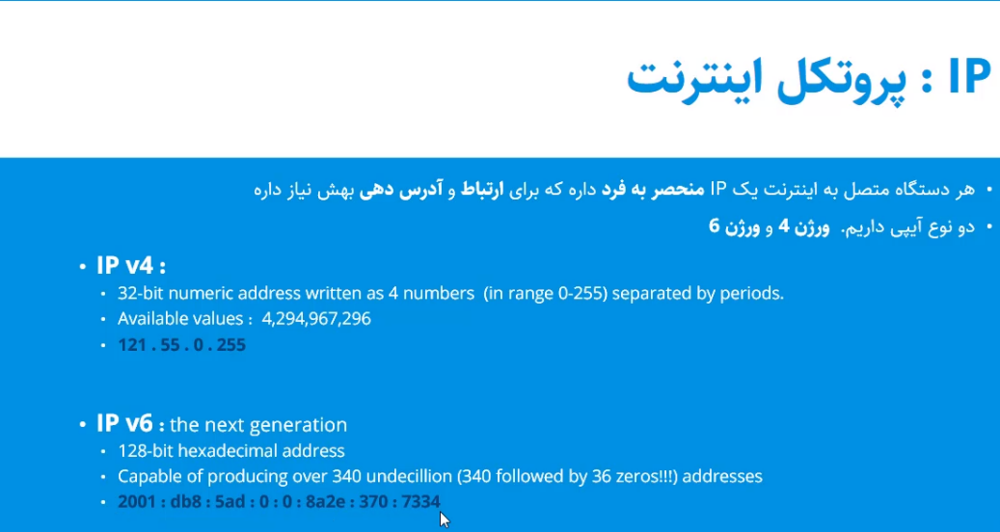 IP : پروتکل اینترنت
• هر دستگاه متصل به اینترنت یک IP منحصر به فرد داره که برای ارتباط و آدرس دهی بهش نیاز داره
• دو نوع آیپی داریم. ورژن 4 و ورژن 6
• IP v4 :
• 32-bit numeric address written as 4 numbers (in range 0-255) separated by periods.
• Available values : 4,294,967,296
• 121 . 55 . 0 . 255
• IP v6 : the next generation
• 128-bit hexadecimal address
• Capable of producing over 340 undecillion (340 followed by 36 zeros!!!) addresses
• 2001 : db8 : 5ad : 0 : 0 : 8a2e : 370 : 7334